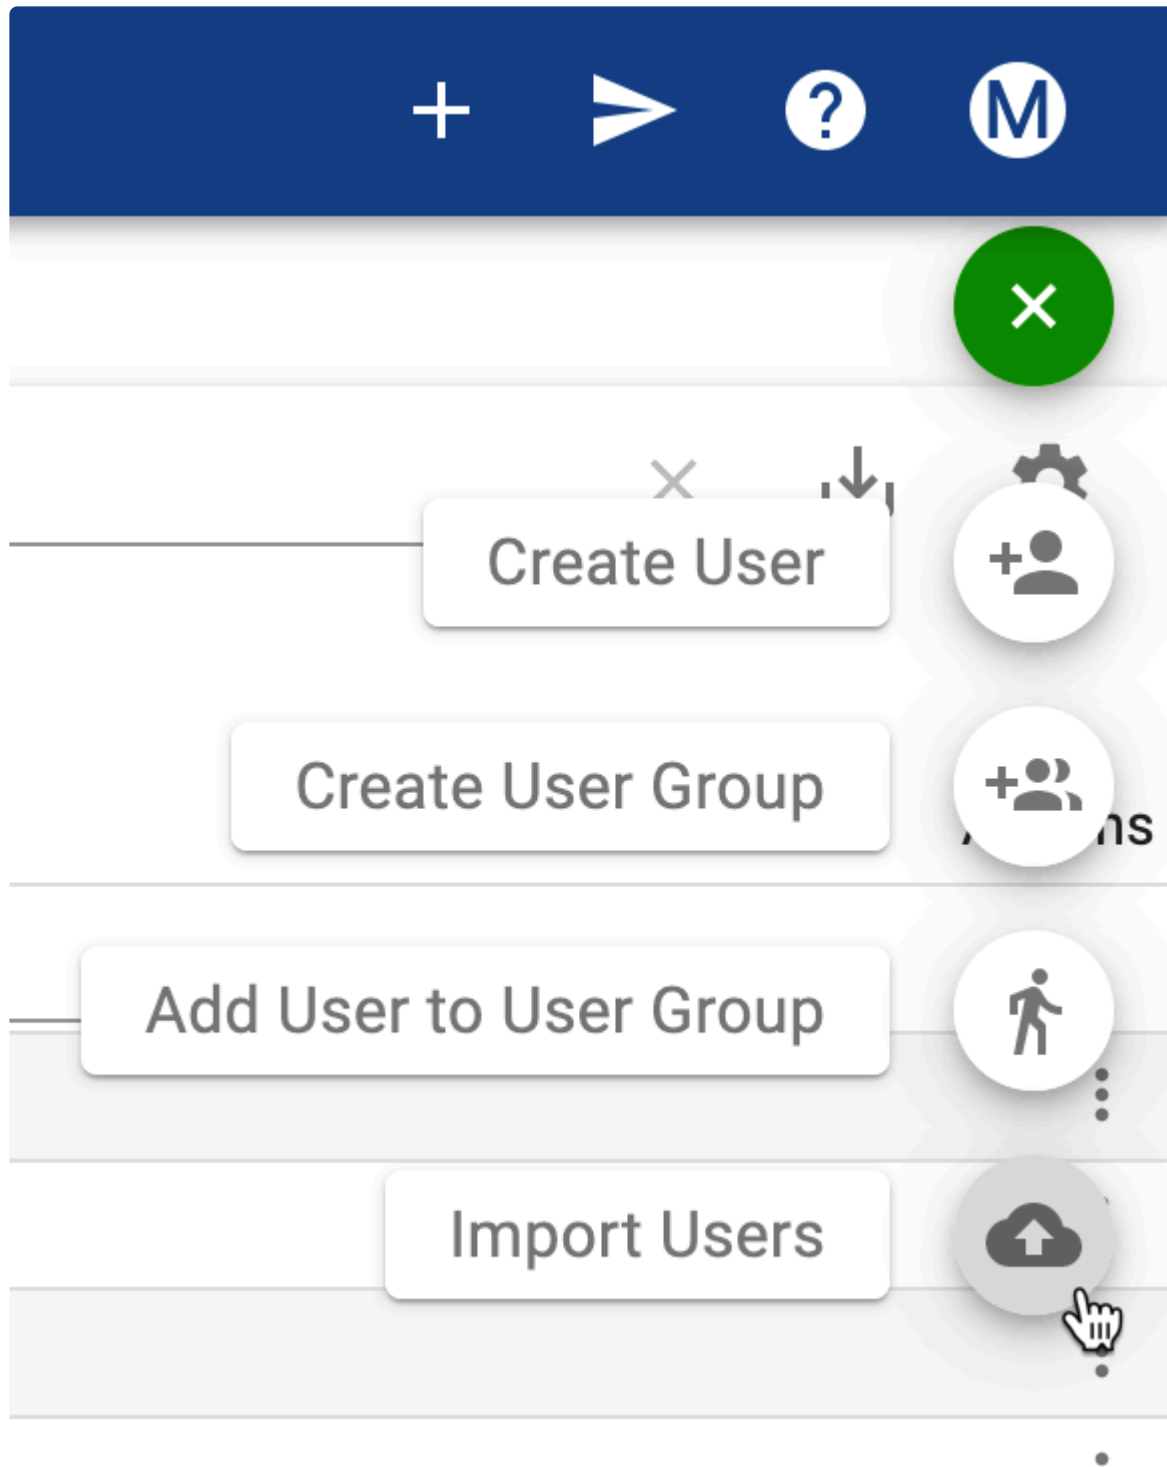 M
Create User
Create User Group
Add User to User Group
Import Users